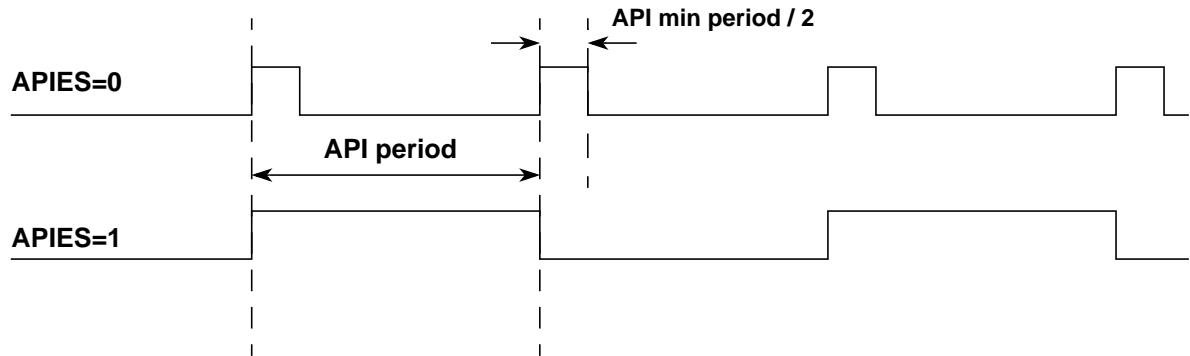 API min period / 2
APIES=0
API period
APIES=1